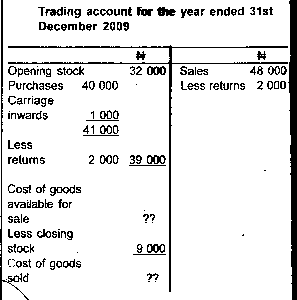 Trading account for the year ended 31st
December 2009
₦ ₦
Opening stock 32 000 Sales 48 000
Purchases 40 000 Less returns 2 000
Carriage
inwards 1 000
41 000
Less
returns 2 000 39 000
Cost of goods
available for
sale ??
Less closing
stock 9 000
Cost of goods
sold ??